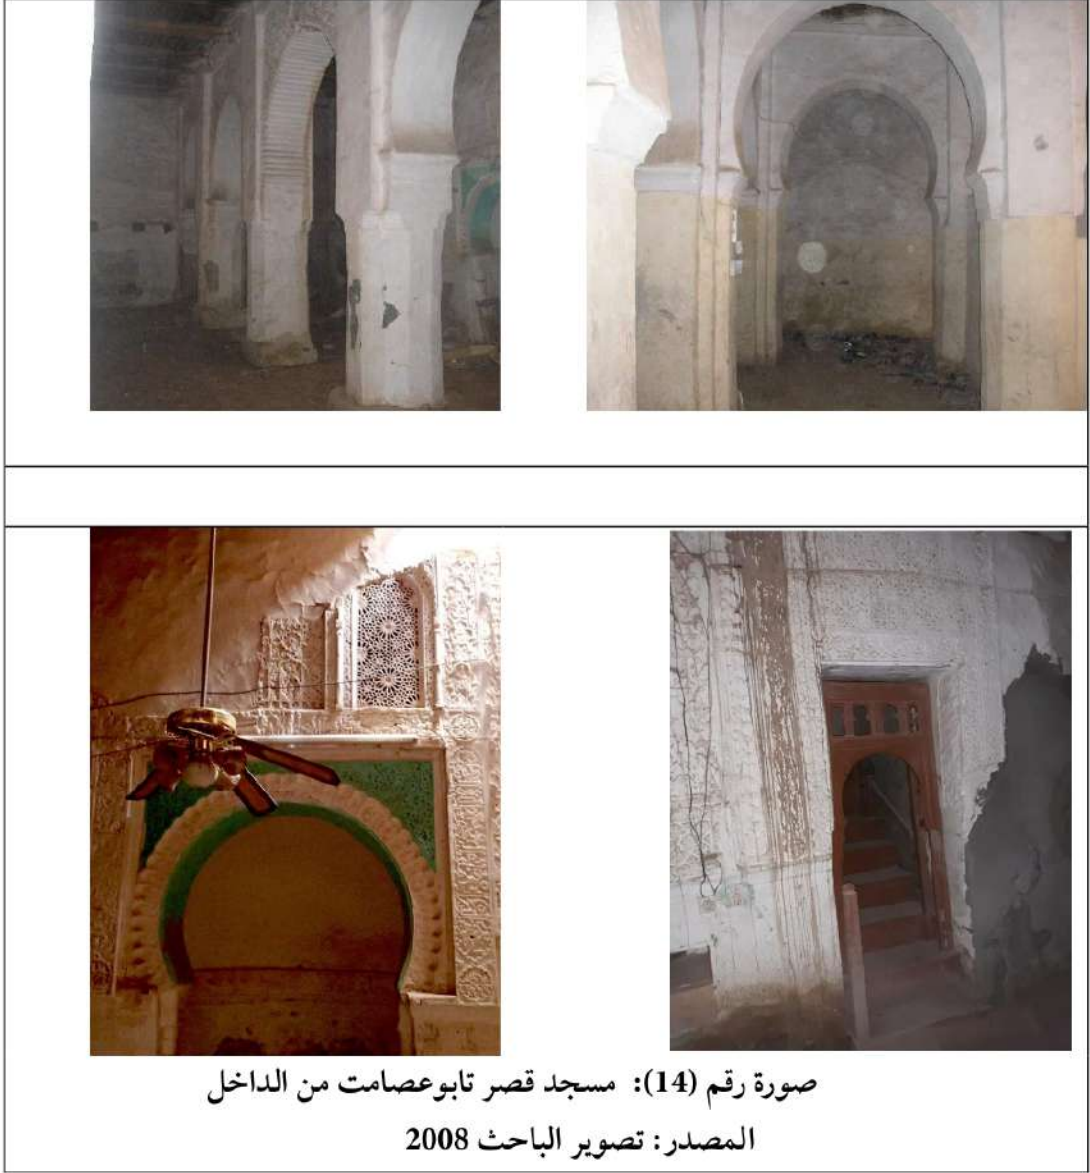 صورة رقم (14): مسجد قصر تابوعصامت من الداخل
المصدر: تصوير الباحث 2008